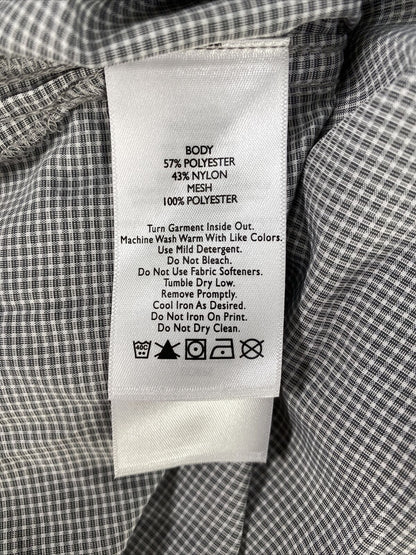 BODY
57% POLYESTER
43% NYLON
MESH
100% POLYESTER
Turn Garment Inside Out.
Machine Wash Warm With Like Colors.
Use Mild Detergent.
Do Not Bleach.
Do Not Use Fabric Softeners.
Tumble Dry Low.
Remove Promptly.
Cool Iron As Desired.
Do Not Iron On Print.
Do Not Dry Clean.
40C